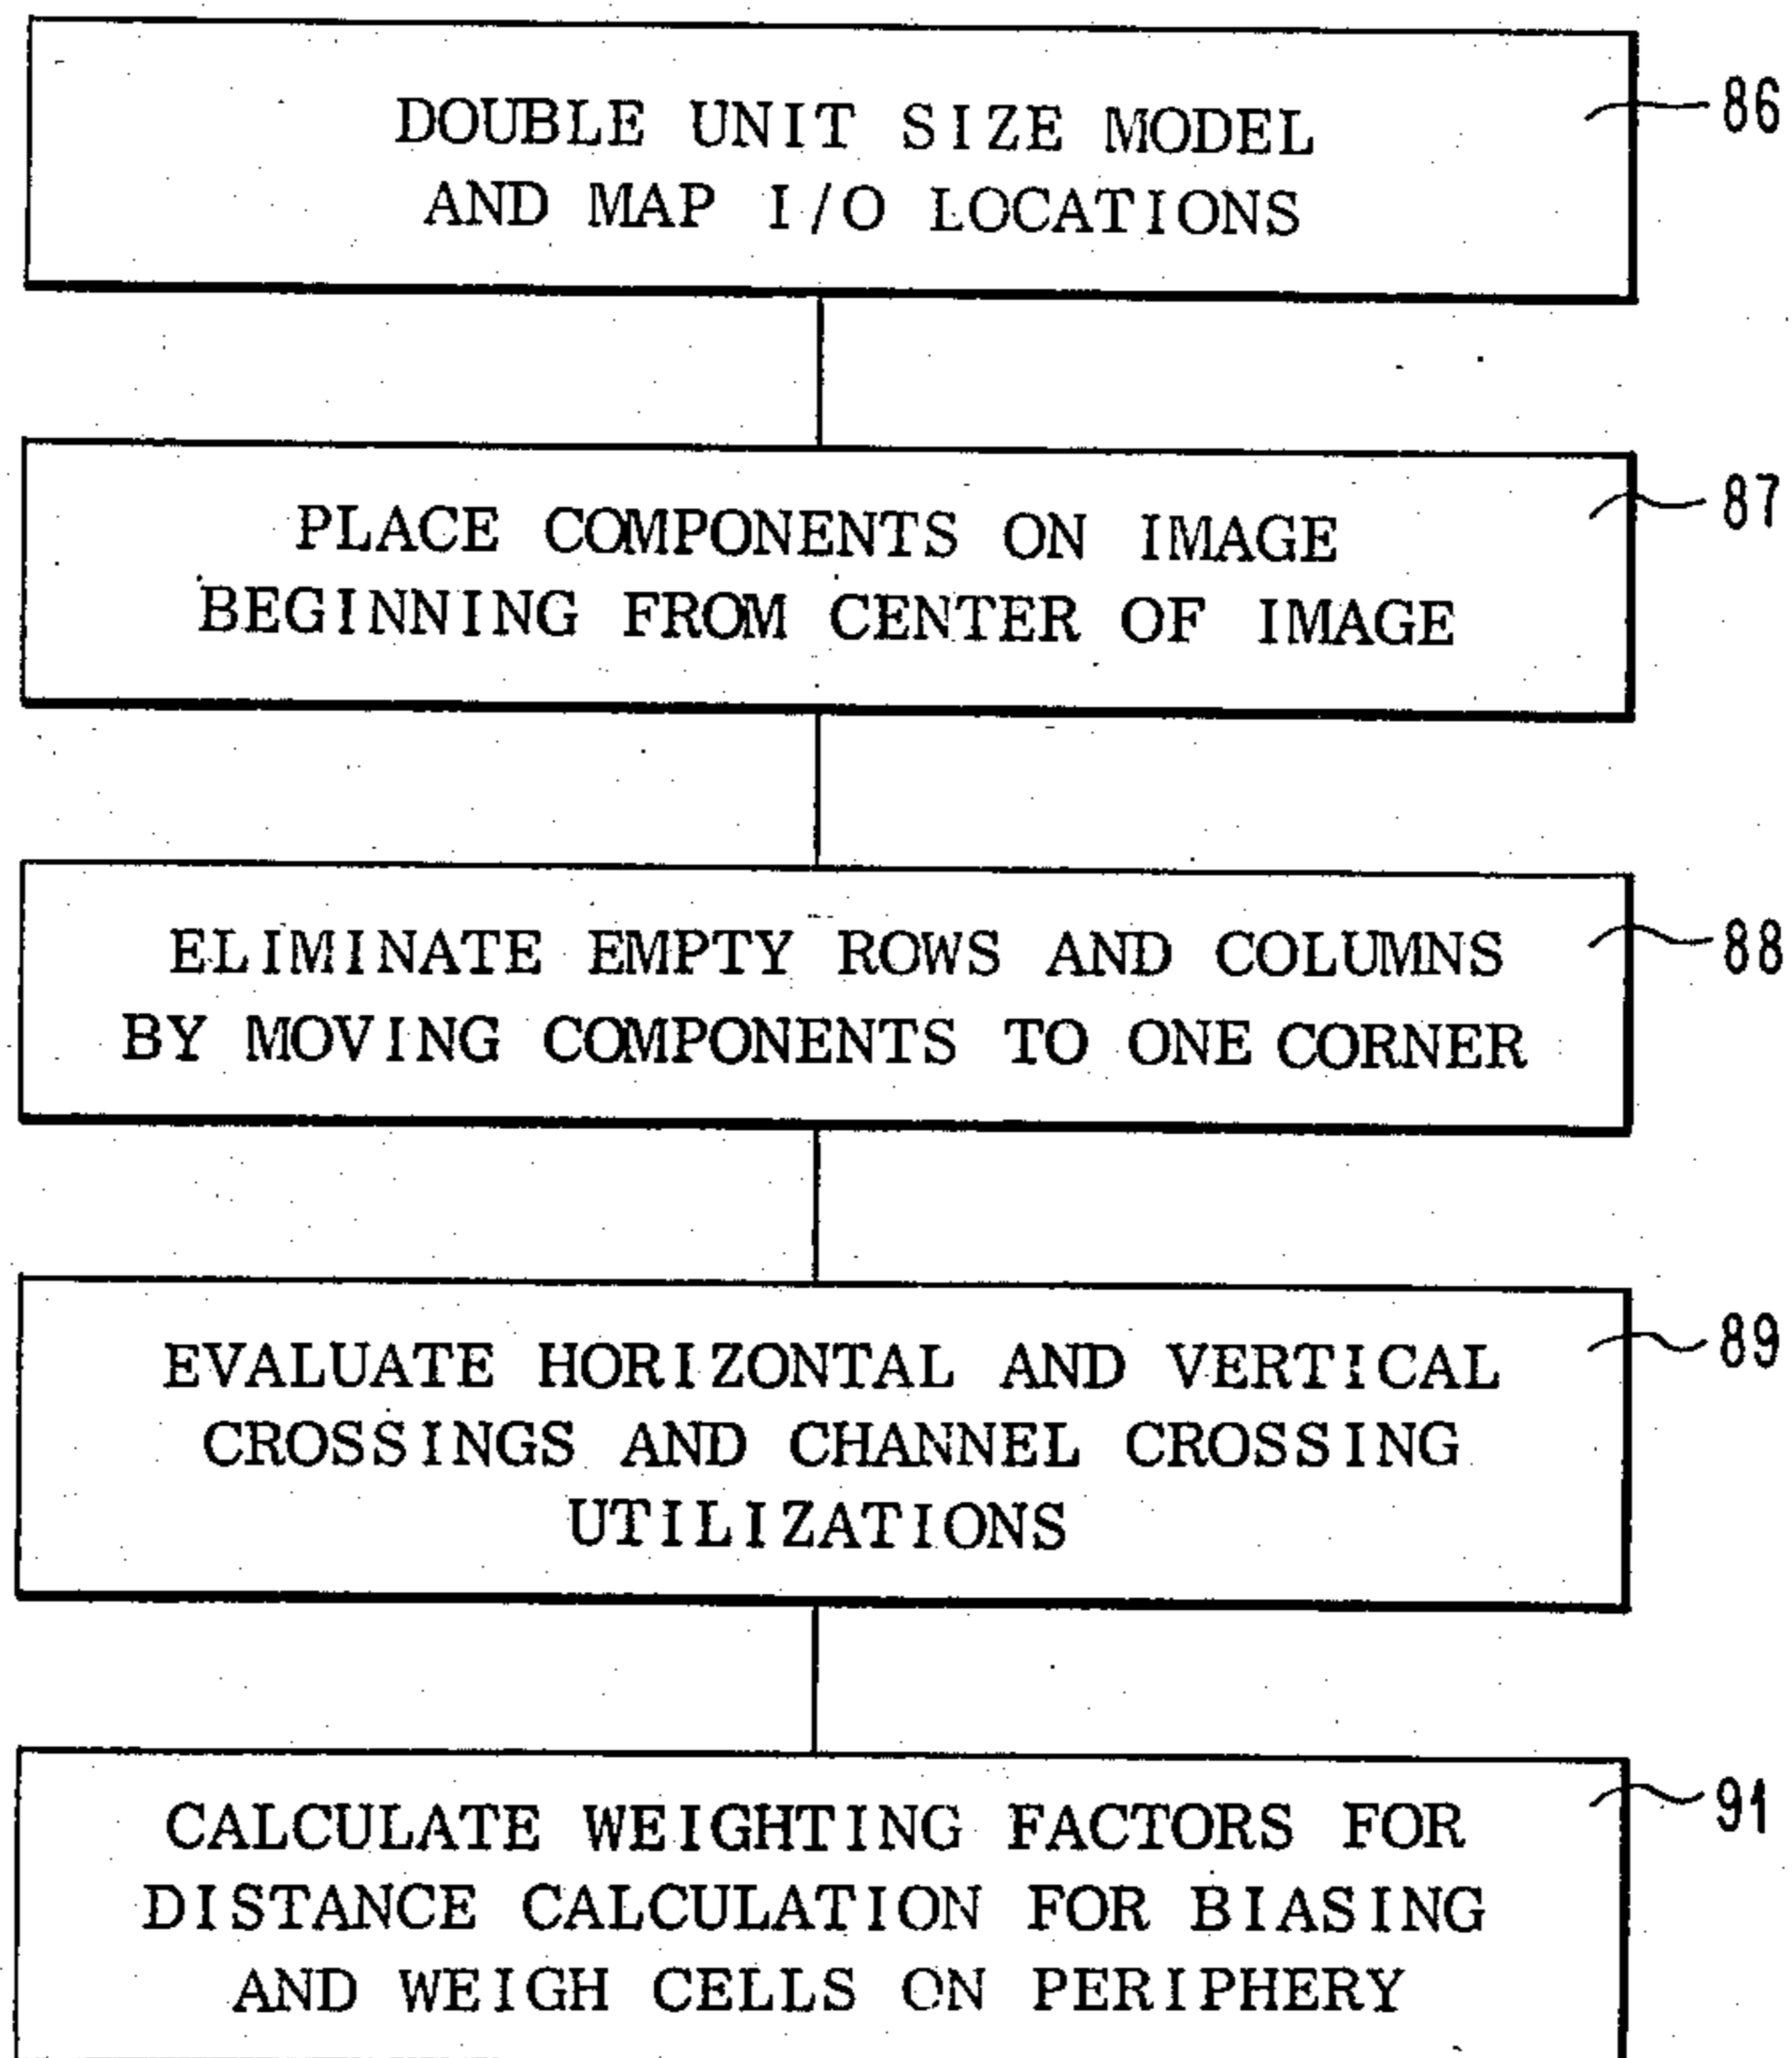 DOUBLE UNIT SIZE MODEL
AND MAP I/O LOCATIONS
86
PLACE COMPONENTS ON IMAGE
BEGINNING FROM CENTER OF IMAGE
87
ELIMINATE EMPTY ROWS AND COLUMNS
BY MOVING COMPONENTS TO ONE CORNER
88
EVALUATE HORIZONTAL AND VERTICAL
CROSSINGS AND CHANNEL CROSSING
UTILIZATIONS
89
CALCULATE WEIGHTING FACTORS FOR
DISTANCE CALCULATION FOR BIASING
AND WEIGH CELLS ON PERIPHERY
91